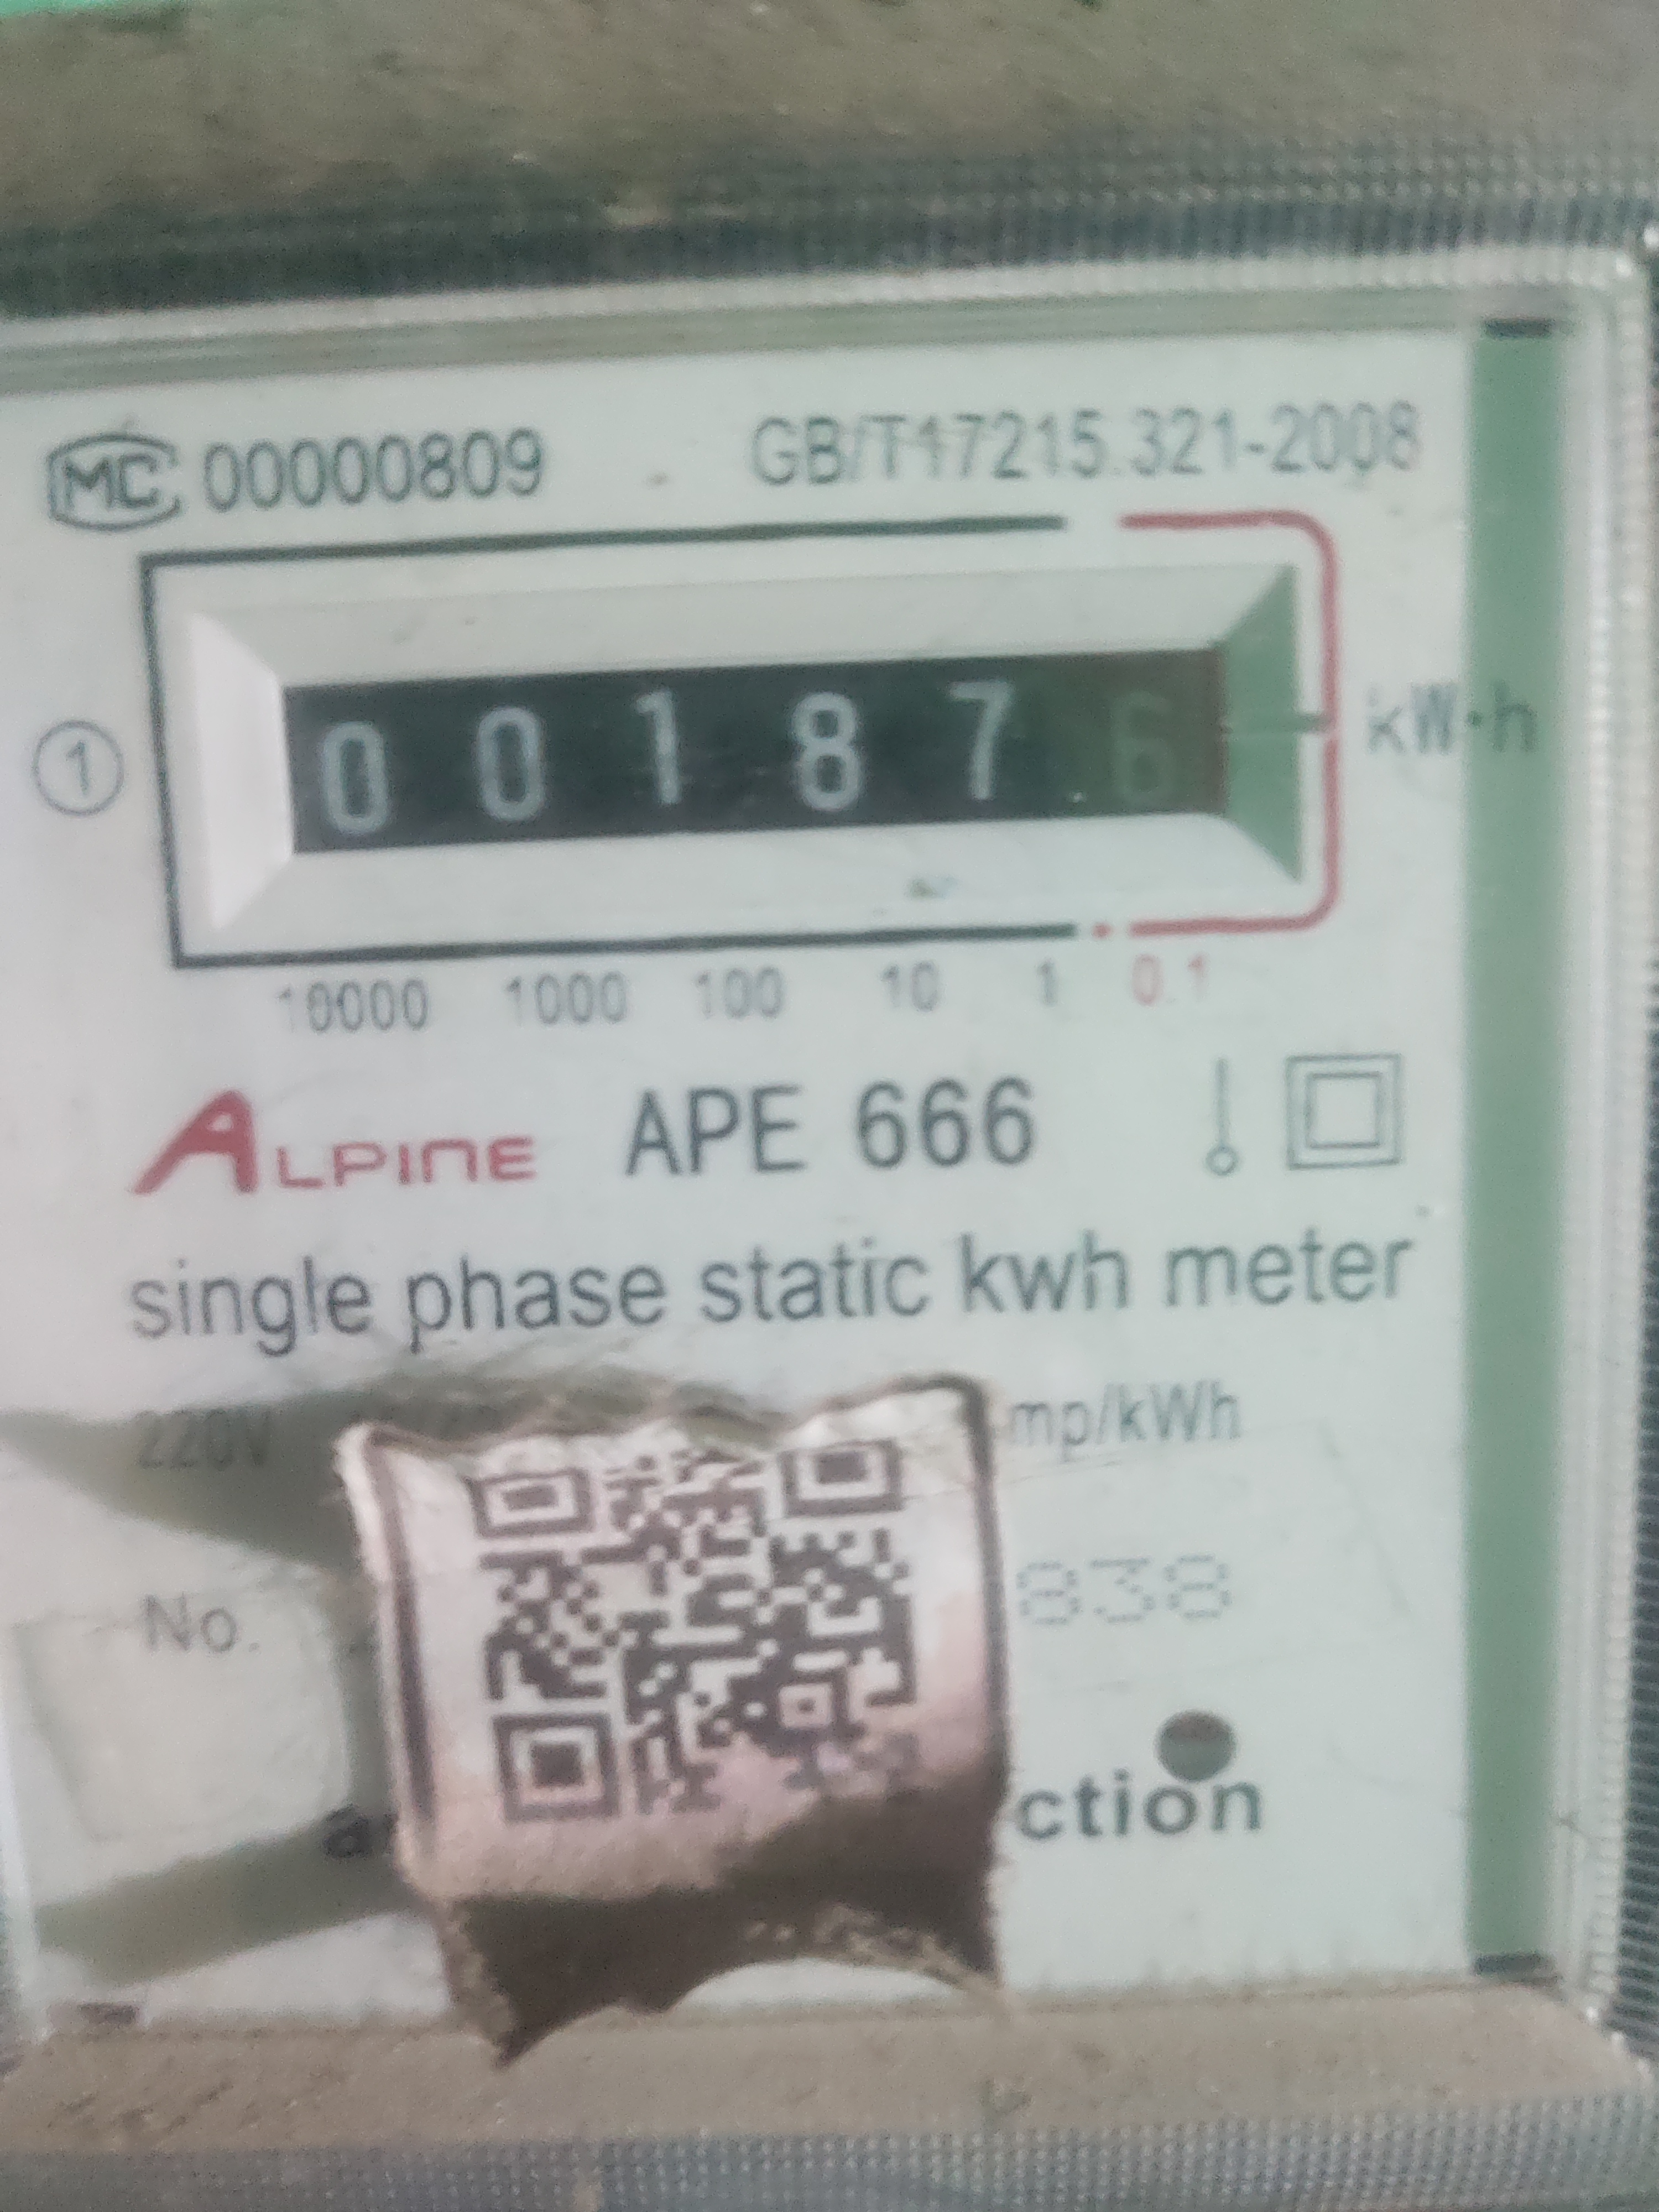 MC 00000809 GB/T17215.321-2008
1 0 0 1 8 7 . 6 kW·h
10000 1000 100 10 1 0.1
ALPINE APE 666
single phase static kwh meter
220V mp/kWh
No. 838
ction